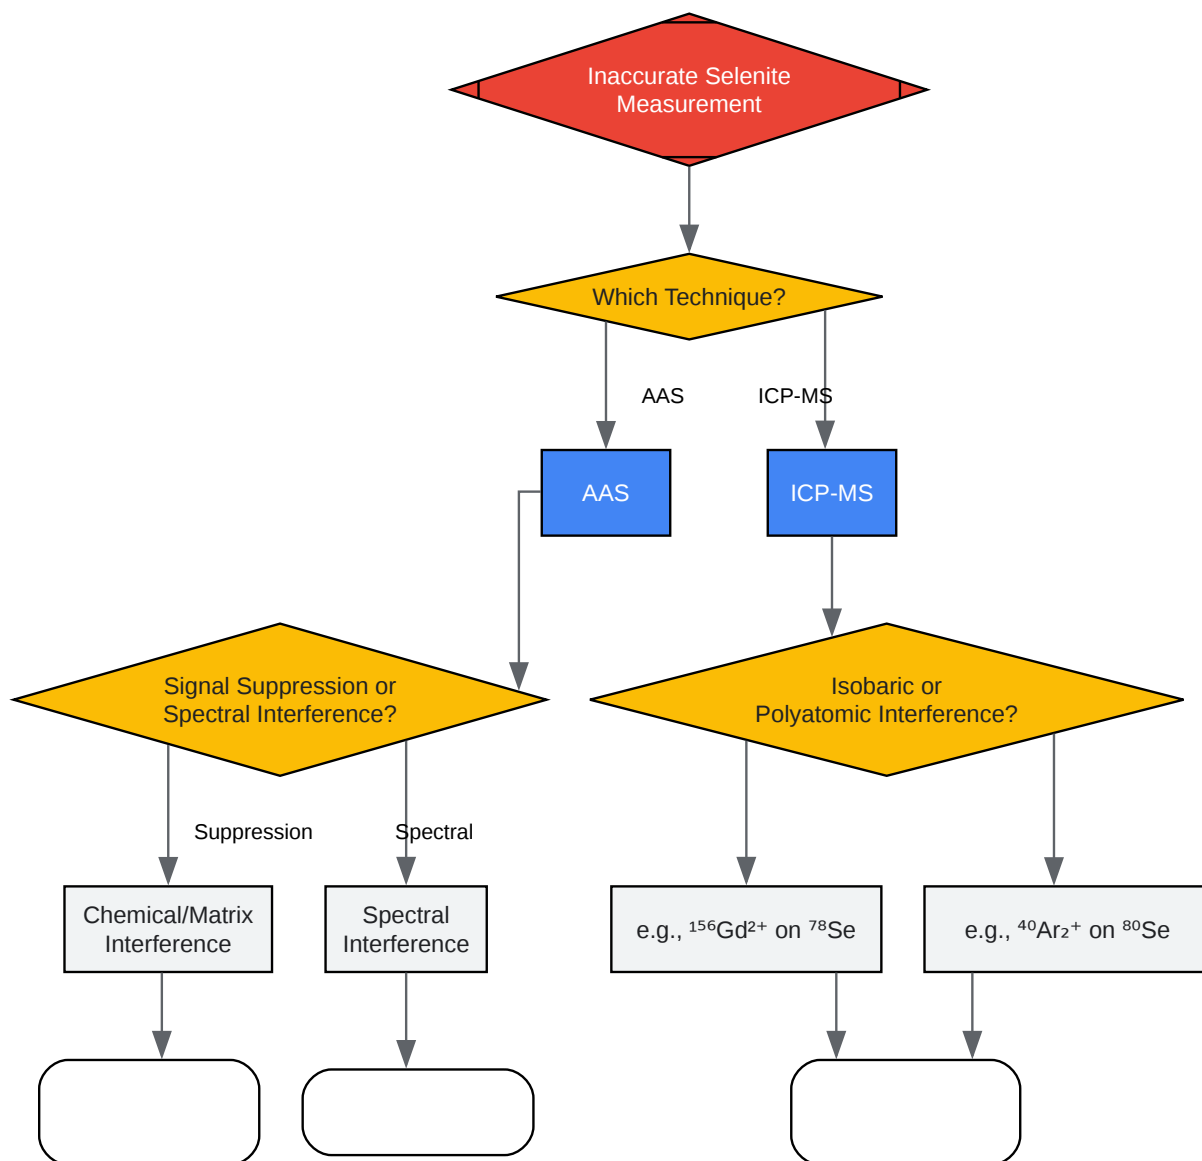 Inaccurate Selenite
Measurement
Which Technique?
AAS
ICP-MS
AAS
ICP-MS
Signal Suppression or
Spectral Interference?
Isobaric or
Polyatomic Interference?
Suppression
Spectral
Chemical/Matrix
Interference
Spectral
Interference
e.g., ¹⁵⁶Gd²⁺ on ⁷⁸Se
e.g., ⁴⁰Ar₂⁺ on ⁸⁰Se